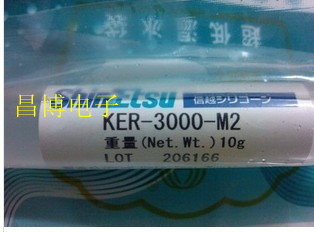 昌博电子
ShinEtsu 信越シリコーン
KER-3000-M2
重量(Net.Wt.)10g
LOT 206166